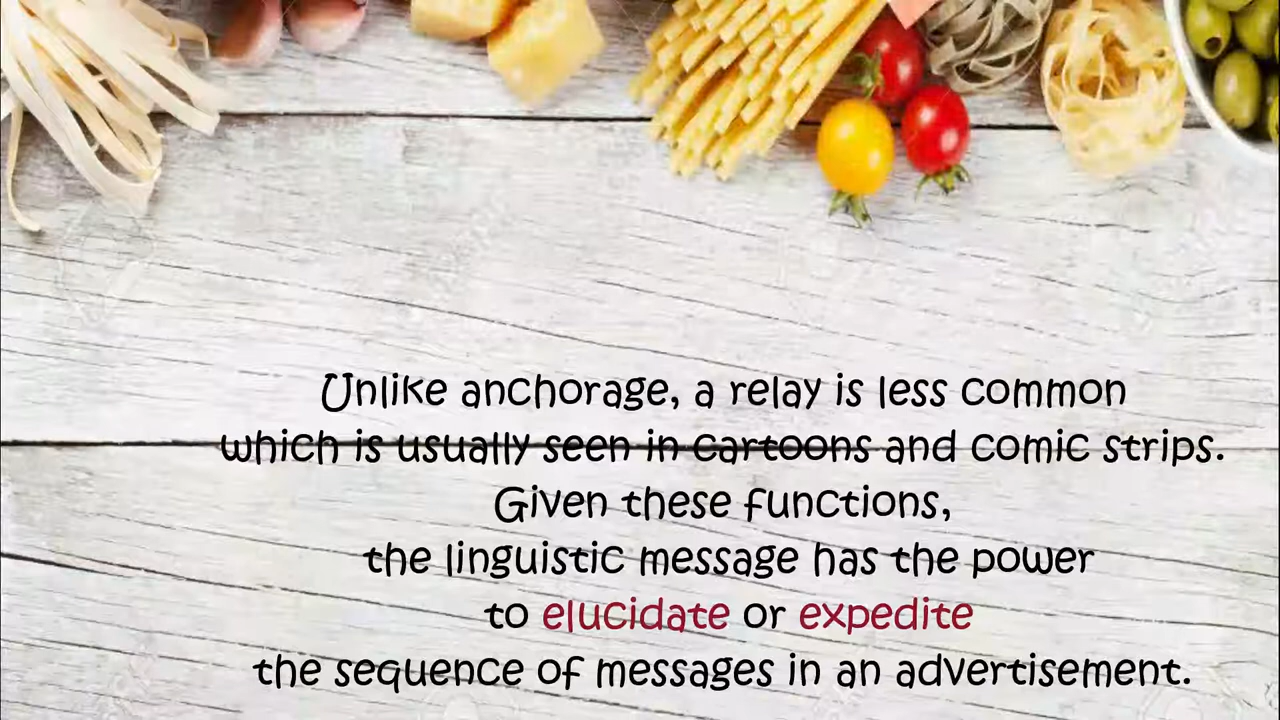 Unlike anchorage, a relay is less common
which is usually seen in cartoons and comic strips.
Given these functions,
the linguistic message has the power
to elucidate or expedite
the sequence of messages in an advertisement.